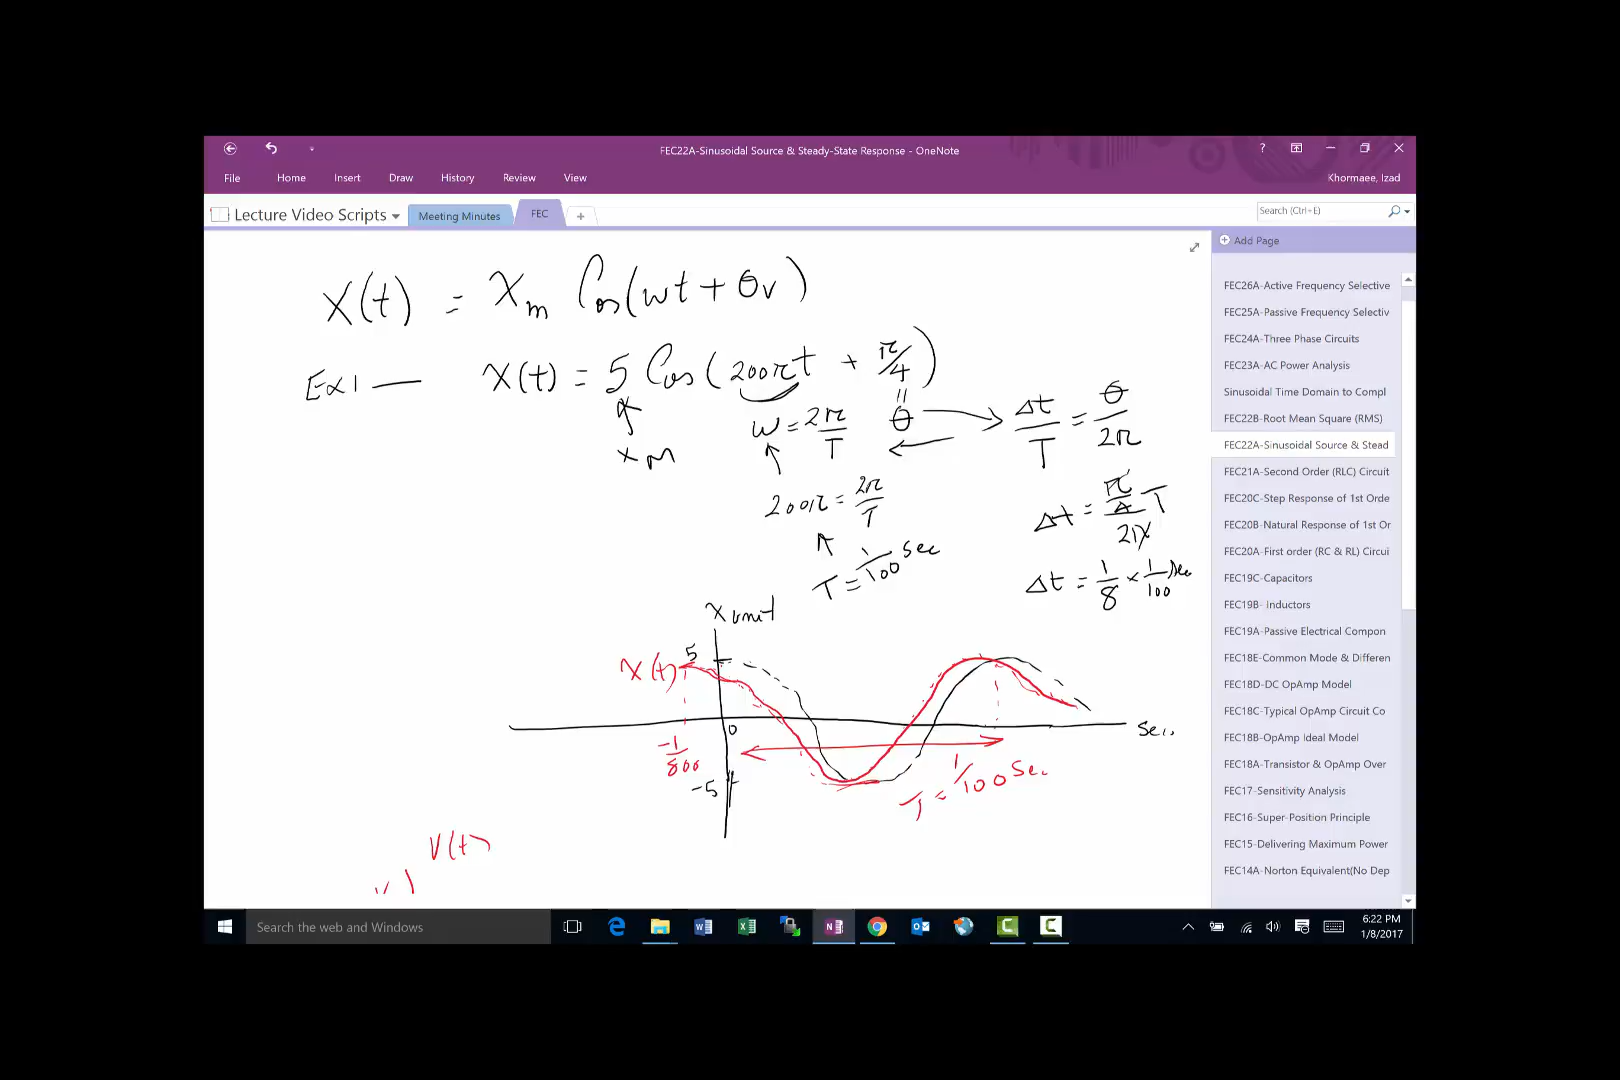 FEC22A-Sinusoidal Source & Steady-State Response - OneNote
?
File Home Insert Draw History Review View
Khormaee, Izad
Lecture Video Scripts Meeting Minutes FEC +
Search (Ctrl+E)
Add Page
X(t) = Xm Cos(wt + θv)
Ex1 — X(t) = 5 Cos(200πt + π/4)
Xm
w = 2π/T
θ
Δt/T = θ/2π
200π = 2π/T
Δt = π/4/2π T
T = 1/100 sec
Δt = 1/8 × 1/100 sec
X unit
5
X(t)
0
Sec.
-1/800
-5
T = 1/100 Sec
V(t)
FEC26A-Active Frequency Selective
FEC25A-Passive Frequency Selectiv
FEC24A-Three Phase Circuits
FEC23A-AC Power Analysis
Sinusoidal Time Domain to Compl
FEC22B-Root Mean Square (RMS)
FEC22A-Sinusoidal Source & Stead
FEC21A-Second Order (RLC) Circuit
FEC20C-Step Response of 1st Orde
FEC20B-Natural Response of 1st Or
FEC20A-First order (RC & RL) Circui
FEC19C-Capacitors
FEC19B- Inductors
FEC19A-Passive Electrical Compon
FEC18E-Common Mode & Differen
FEC18D-DC OpAmp Model
FEC18C-Typical OpAmp Circuit Co
FEC18B-OpAmp Ideal Model
FEC18A-Transistor & OpAmp Over
FEC17-Sensitivity Analysis
FEC16-Super-Position Principle
FEC15-Delivering Maximum Power
FEC14A-Norton Equivalent(No Dep
Search the web and Windows
6:22 PM
1/8/2017